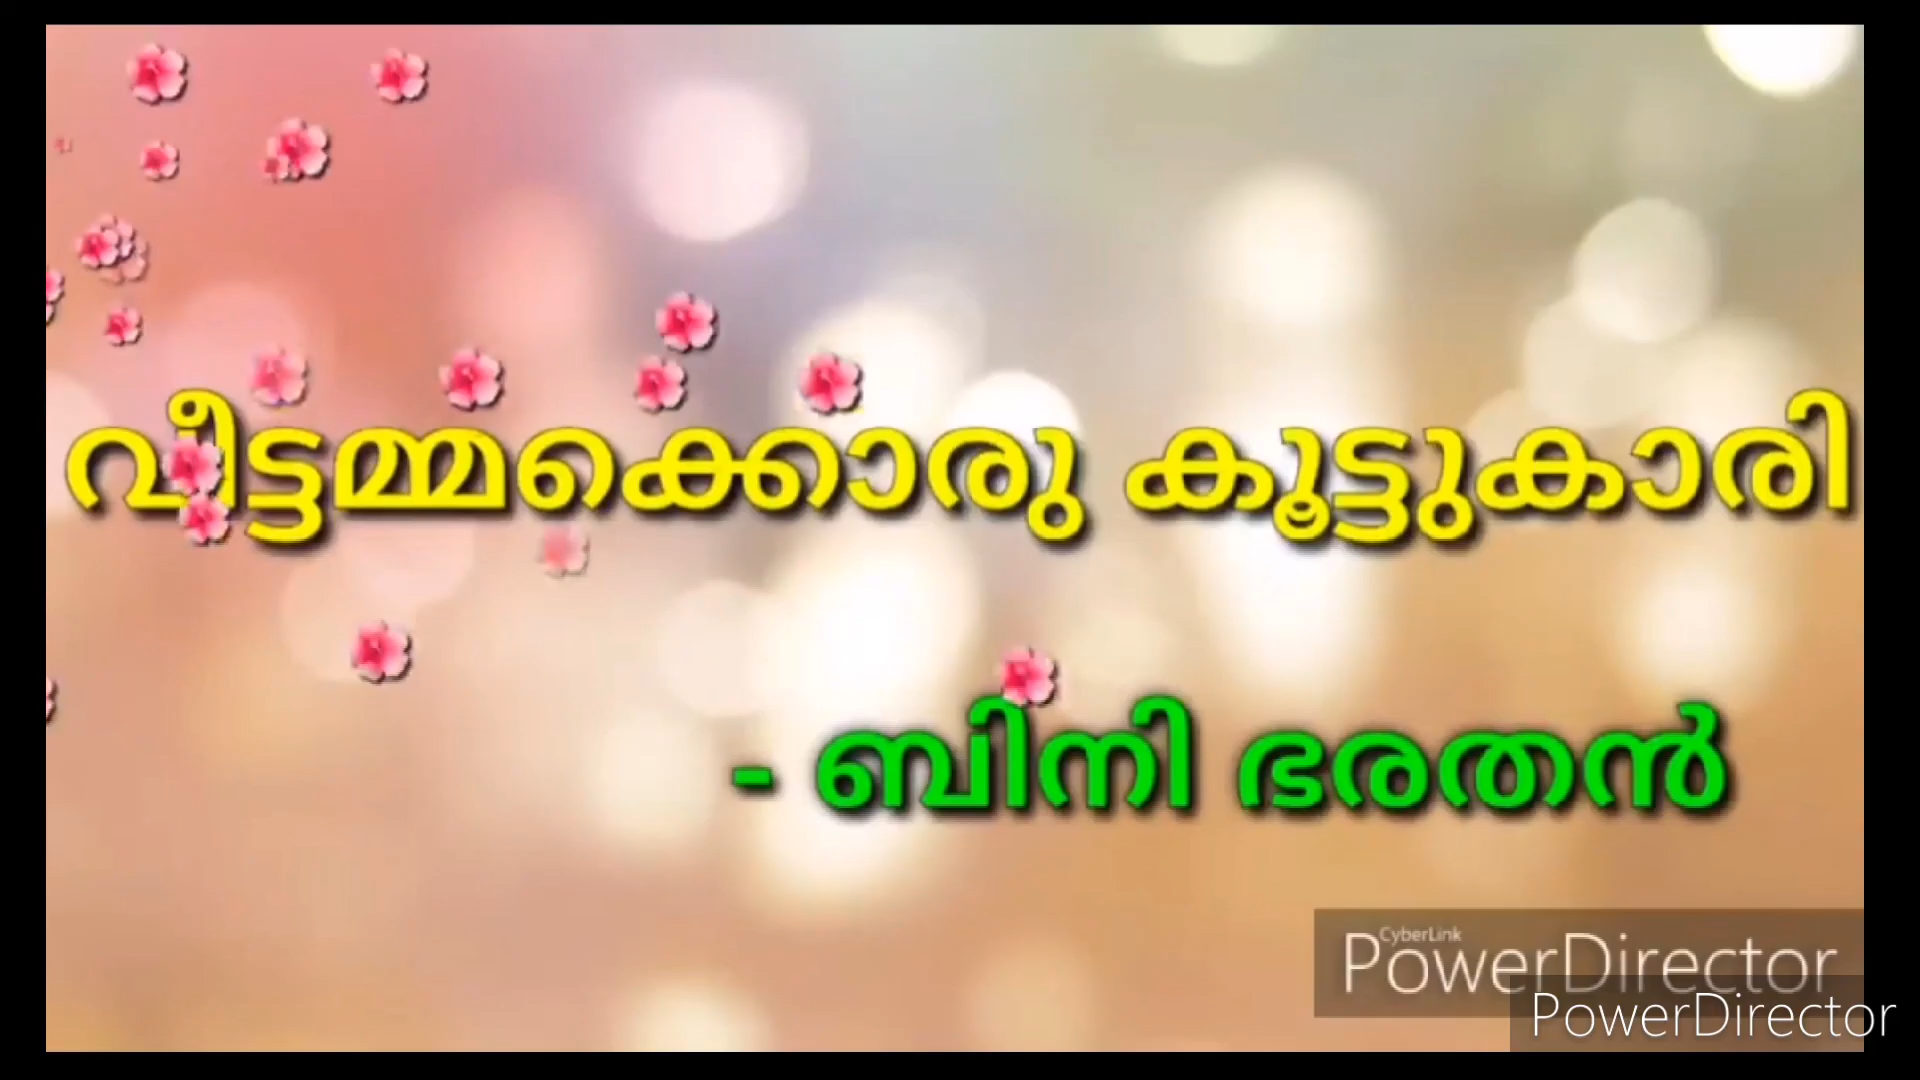 വീട്ടമ്മക്കൊരു കൂട്ടുകാരി
- ബിനി ഭരതൻ
CyberLink
PowerDirector
PowerDirector